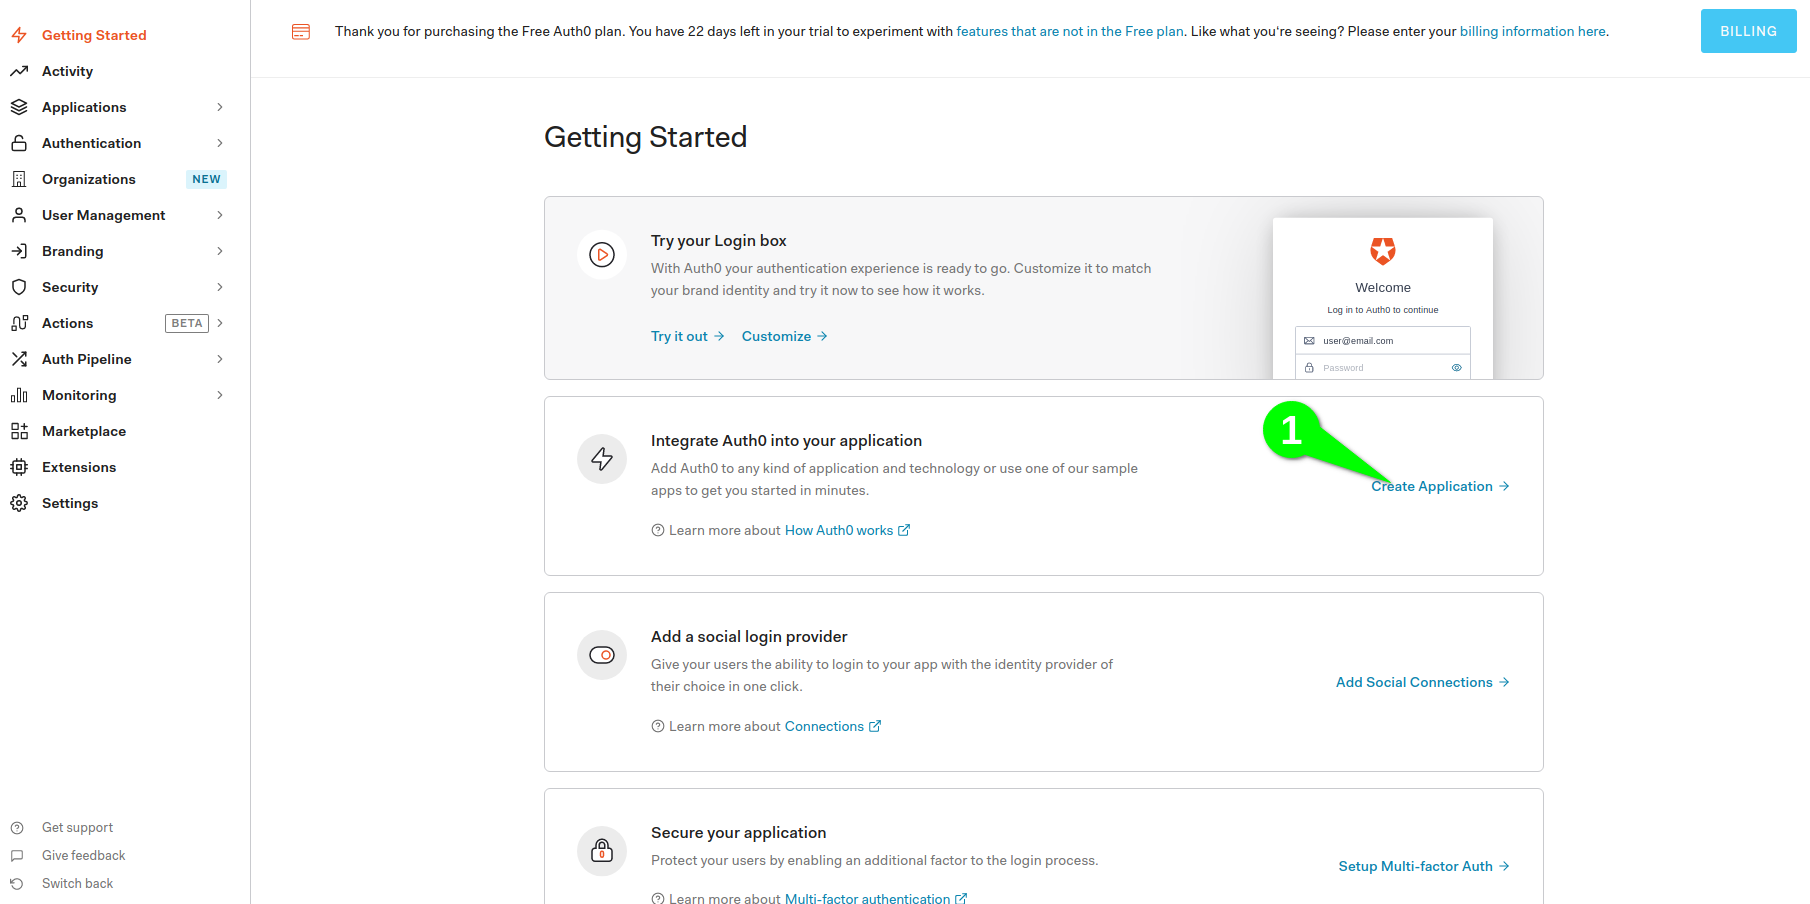 Getting Started
Activity
Applications
Authentication
Organizations NEW
User Management
Branding
Security
Actions BETA
Auth Pipeline
Monitoring
Marketplace
Extensions
Settings
Get support
Give feedback
Switch back
Thank you for purchasing the Free Auth0 plan. You have 22 days left in your trial to experiment with features that are not in the Free plan. Like what you're seeing? Please enter your billing information here.
BILLING
Getting Started
Try your Login box
With Auth0 your authentication experience is ready to go. Customize it to match
your brand identity and try it now to see how it works.
Try it out → Customize →
Welcome
Log in to Auth0 to continue
user@email.com
Password
Integrate Auth0 into your application
Add Auth0 to any kind of application and technology or use one of our sample
apps to get you started in minutes.
Learn more about How Auth0 works
1
Create Application →
Add a social login provider
Give your users the ability to login to your app with the identity provider of
their choice in one click.
Learn more about Connections
Add Social Connections →
Secure your application
Protect your users by enabling an additional factor to the login process.
Learn more about Multi-factor authentication
Setup Multi-factor Auth →